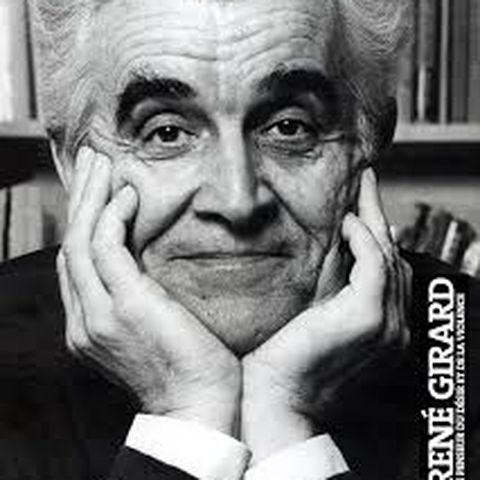 RENÉ GIRARD
PENSEUR DU DÉSIR ET DE LA VIOLENCE